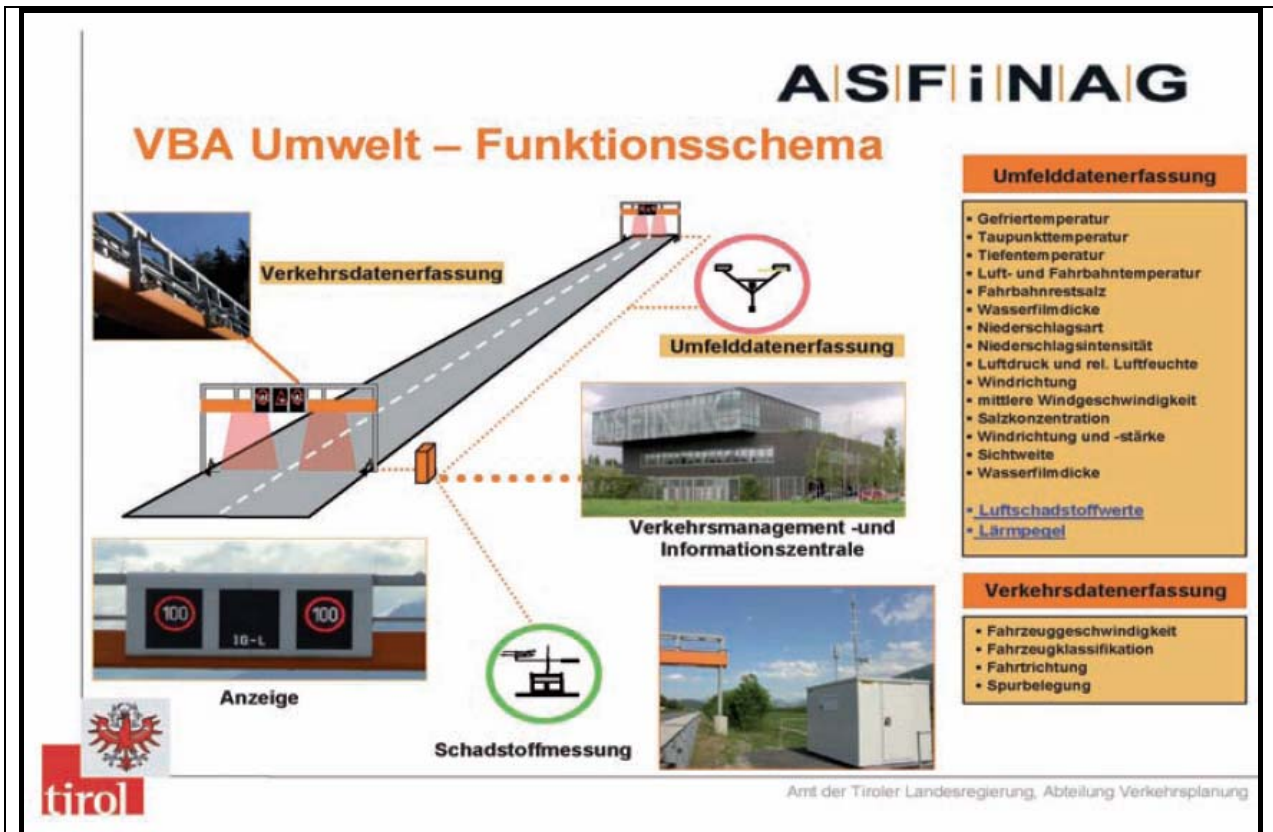 A|S|F|i|N|A|G
VBA Umwelt – Funktionsschema
Verkehrsdatenerfassung
Umfelddatenerfassung
Verkehrsmanagement -und
Informationszentrale
100
IG-L
100
Anzeige
Schadstoffmessung
Umfelddatenerfassung
• Gefriertemperatur
• Taupunkttemperatur
• Tiefentemperatur
• Luft- und Fahrbahntemperatur
• Fahrbahnrestsalz
• Wasserfilmdicke
• Niederschlagsart
• Niederschlagsintensität
• Luftdruck und rel. Luftfeuchte
• Windrichtung
• mittlere Windgeschwindigkeit
• Salzkonzentration
• Windrichtung und -stärke
• Sichtweite
• Wasserfilmdicke
• Luftschadstoffwerte
• Lärmpegel
Verkehrsdatenerfassung
• Fahrzeuggeschwindigkeit
• Fahrzeugklassifikation
• Fahrtrichtung
• Spurbelegung
tirol
Amt der Tiroler Landesregierung, Abteilung Verkehrsplanung